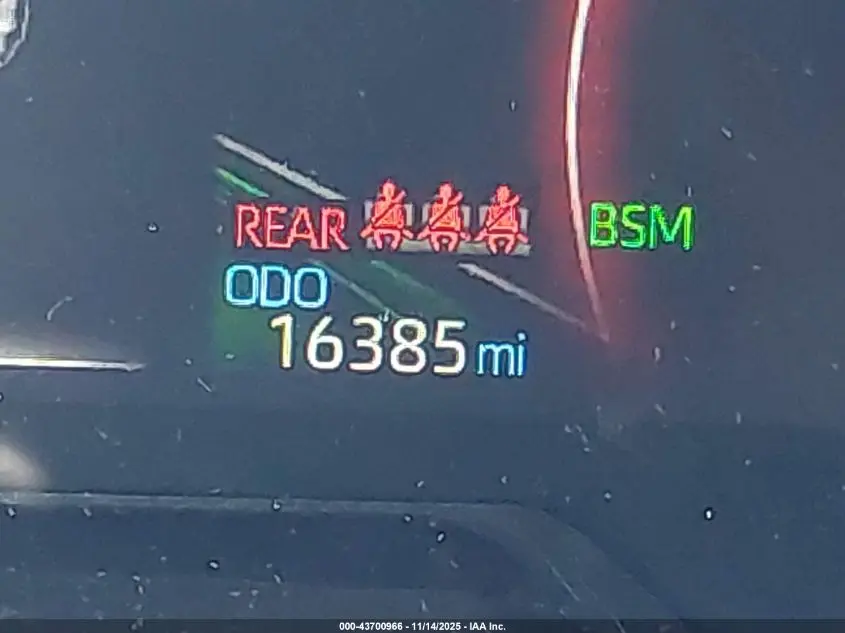 REAR BSM
ODO
16385 mi
000-43700966 - 11/14/2025 - IAA Inc.